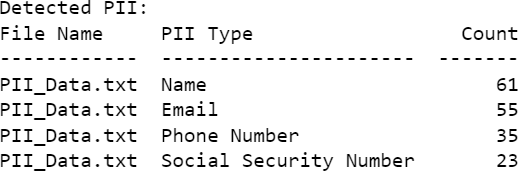 Detected PII:
File Name     PII Type                 Count
------------  -----------------------  -------
PII_Data.txt  Name                     61
PII_Data.txt  Email                    55
PII_Data.txt  Phone Number             35
PII_Data.txt  Social Security Number   23